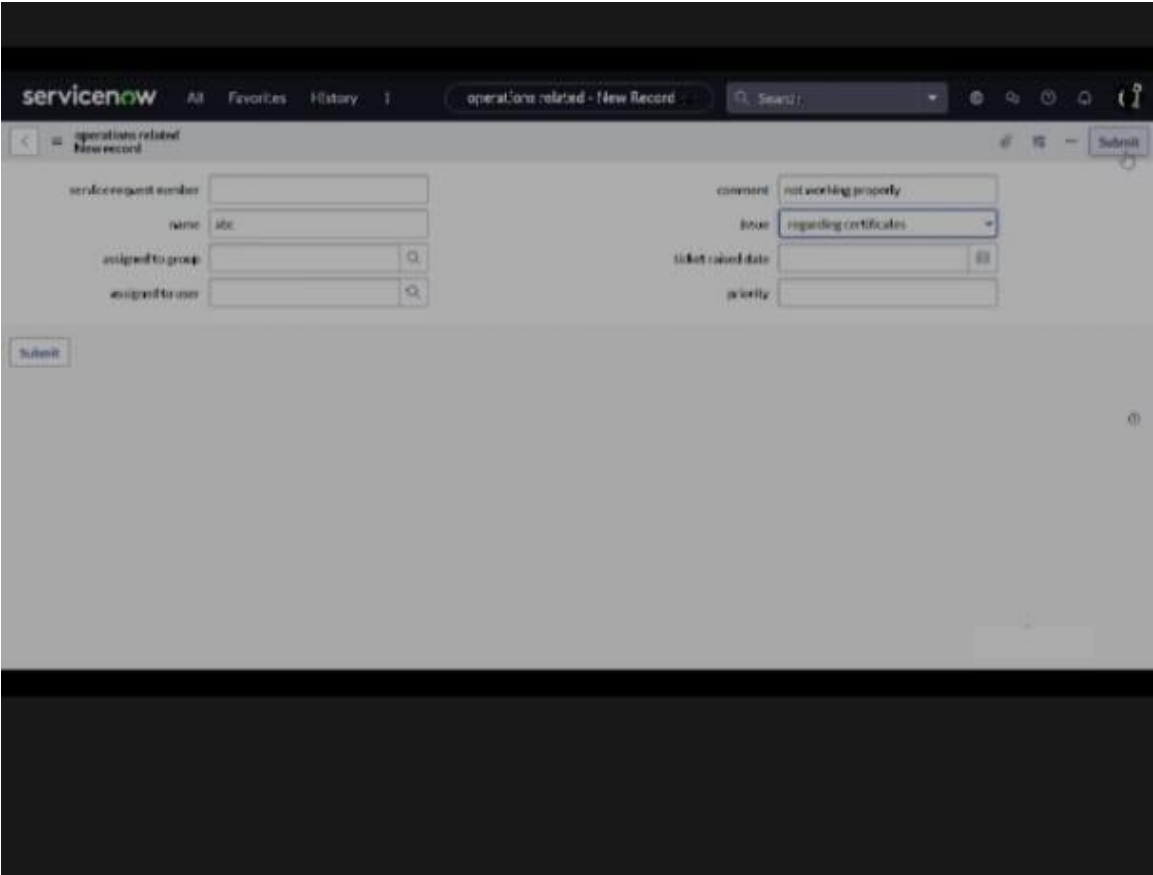 servicenow All Favorites History operations related - New Record Search
operations related
New record
Submit
service request number
comment not working properly
name abc
issue regarding certificates
assigned to group
ticket raised date
assigned to user
priority
Submit